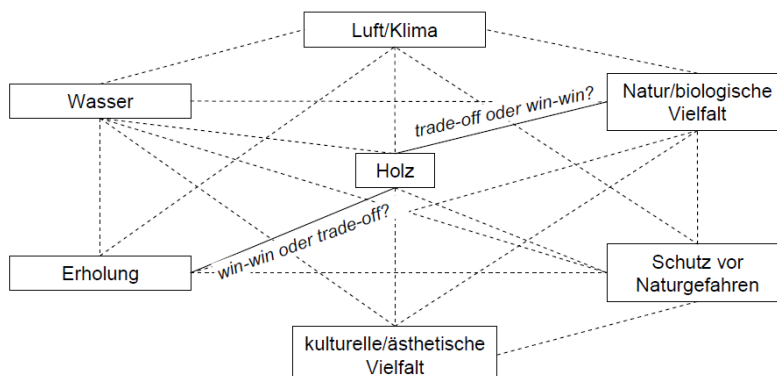 Luft/Klima
Wasser
Natur/biologische
Vielfalt
trade-off oder win-win?
Holz
win-win oder trade-off?
Erholung
Schutz vor
Naturgefahren
kulturelle/ästhetische
Vielfalt